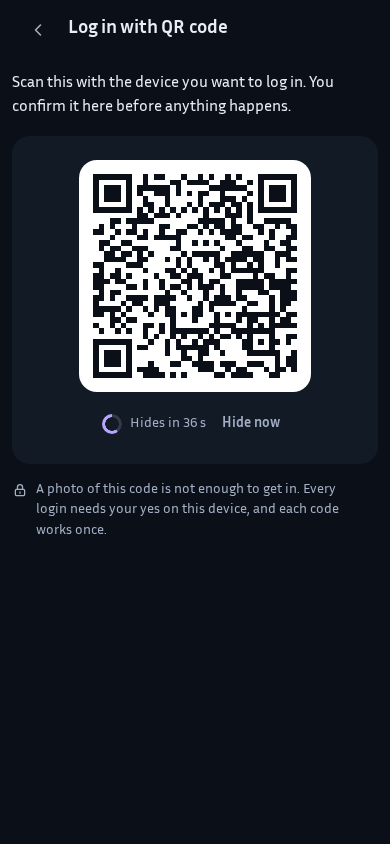 Log in with QR code
Scan this with the device you want to log in. You
confirm it here before anything happens.
Hides in 36 s Hide now
A photo of this code is not enough to get in. Every
login needs your yes on this device, and each code
works once.